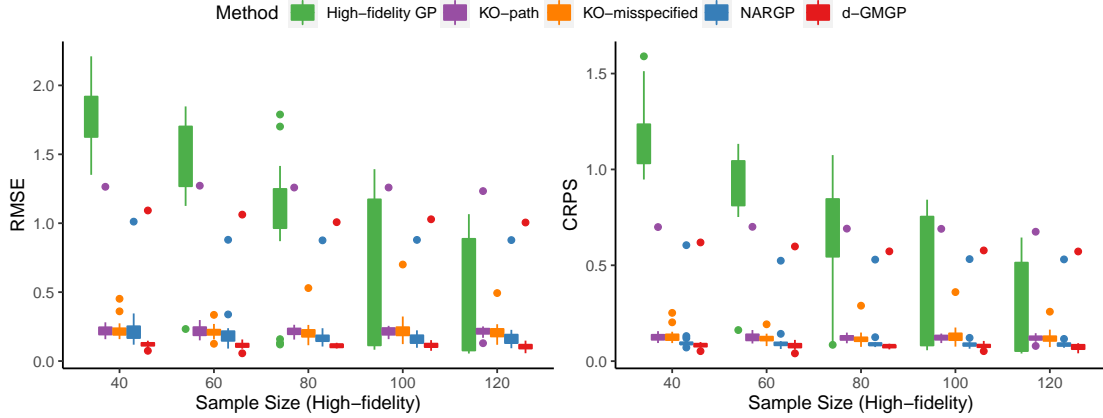 Method High-fidelity GP KO-path KO-misspecified NARGP d-GMGP
RMSE
2.0
1.5
1.0
0.5
0.0
40 60 80 100 120
Sample Size (High-fidelity)
CRPS
1.5
1.0
0.5
0.0
40 60 80 100 120
Sample Size (High-fidelity)